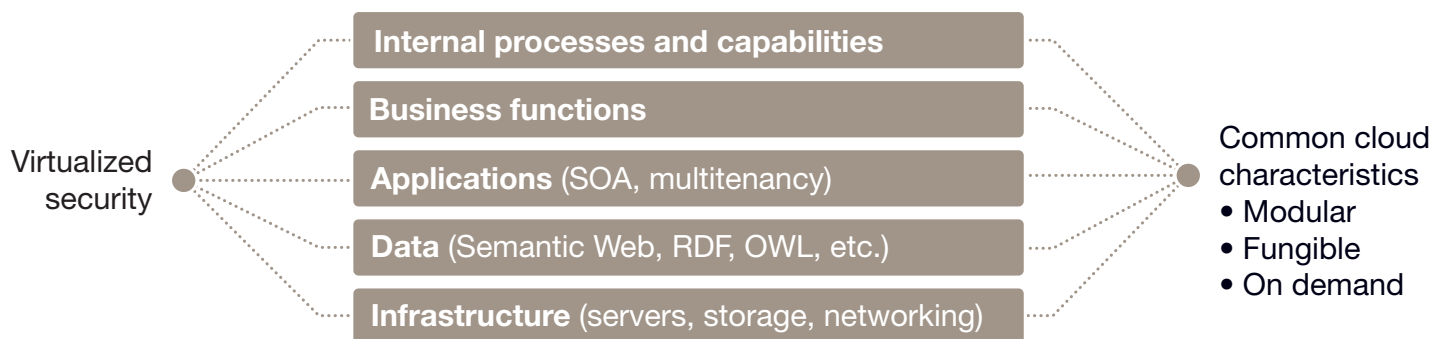 Virtualized
security
Internal processes and capabilities
Business functions
Applications (SOA, multitenancy)
Data (Semantic Web, RDF, OWL, etc.)
Infrastructure (servers, storage, networking)
Common cloud
characteristics
• Modular
• Fungible
• On demand